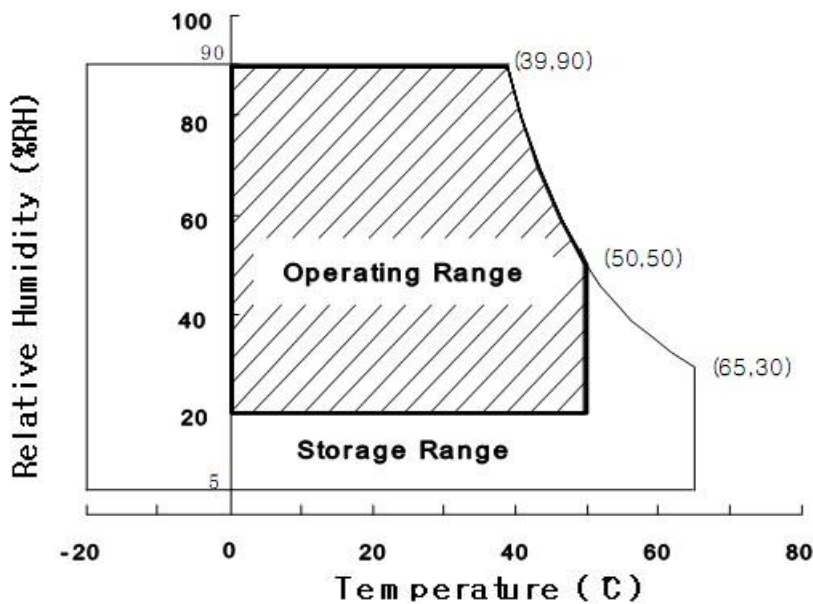 100
90
(39,90)
80
60
Operating Range
(50,50)
40
(65,30)
20
Storage Range
5
-20 0 20 40 60 80
Temperature (℃)
Relative Humidity (%RH)